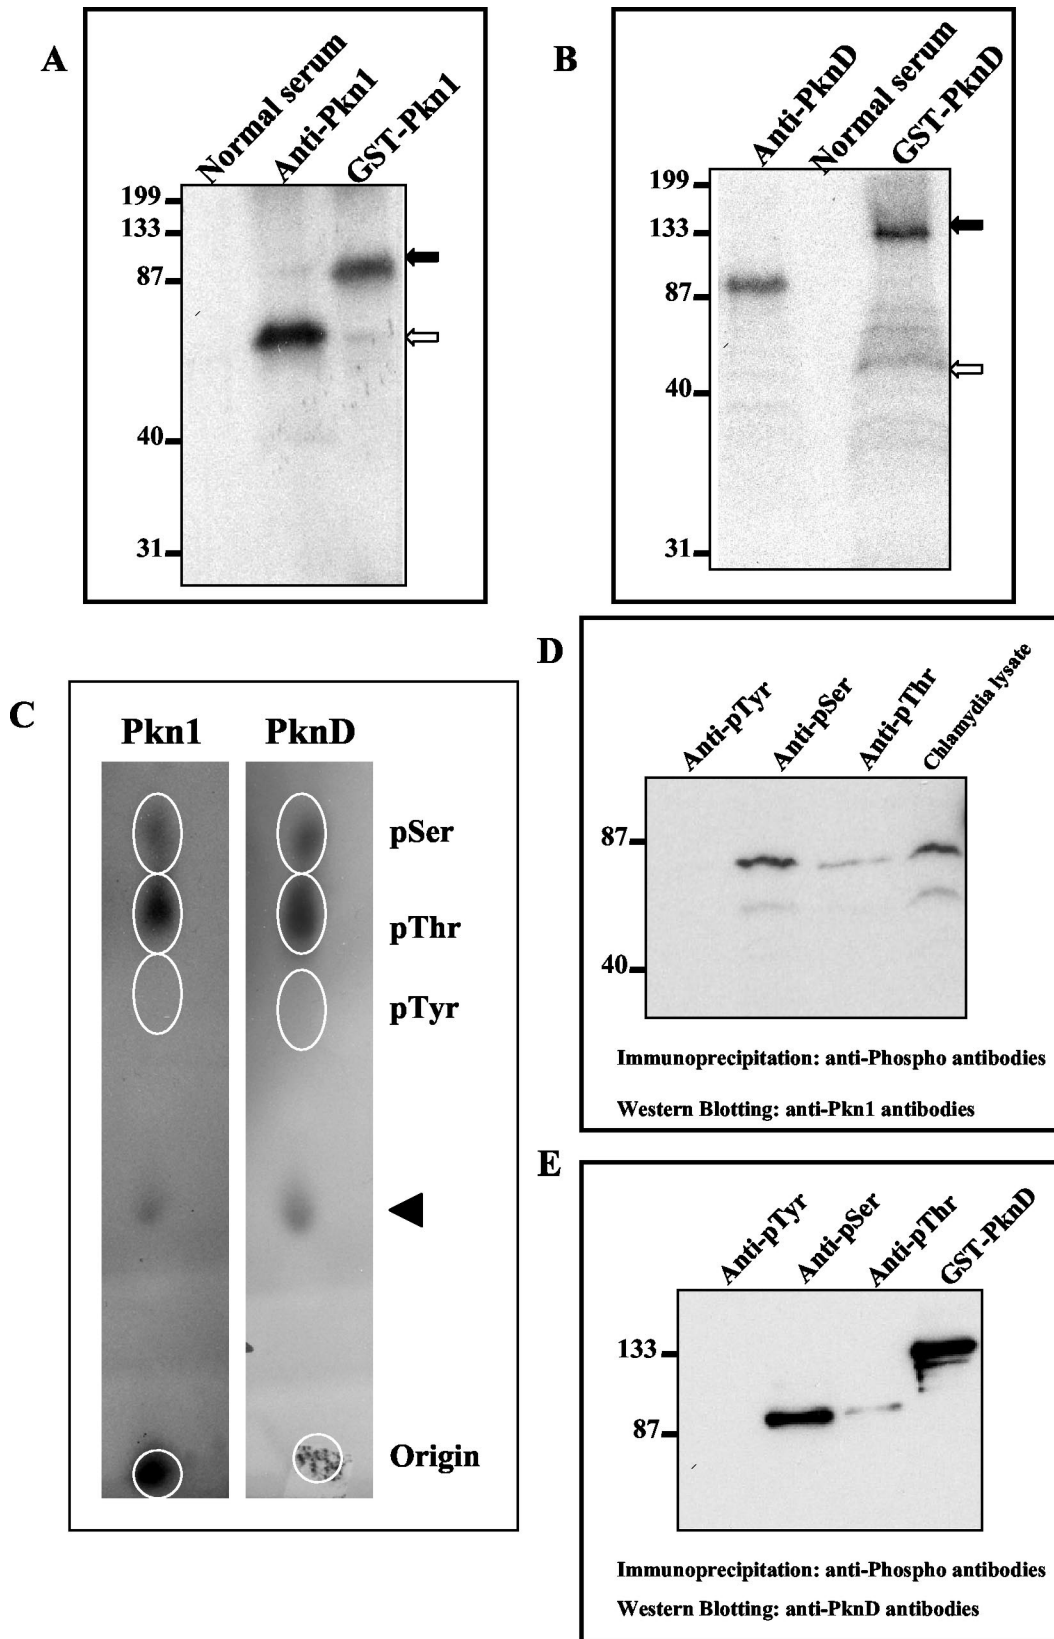 A
Normal serum
Anti-Pkn1
GST-Pkn1
199
133
87
40
31
B
Anti-PknD
Normal serum
GST-PknD
199
133
87
40
31
C
Pkn1
PknD
pSer
pThr
pTyr
Origin
D
Anti-pTyr
Anti-pSer
Anti-pThr
Chlamydia lysate
87
40
Immunoprecipitation: anti-Phospho antibodies
Western Blotting: anti-Pkn1 antibodies
E
Anti-pTyr
Anti-pSer
Anti-pThr
GST-PknD
133
87
Immunoprecipitation: anti-Phospho antibodies
Western Blotting: anti-PknD antibodies